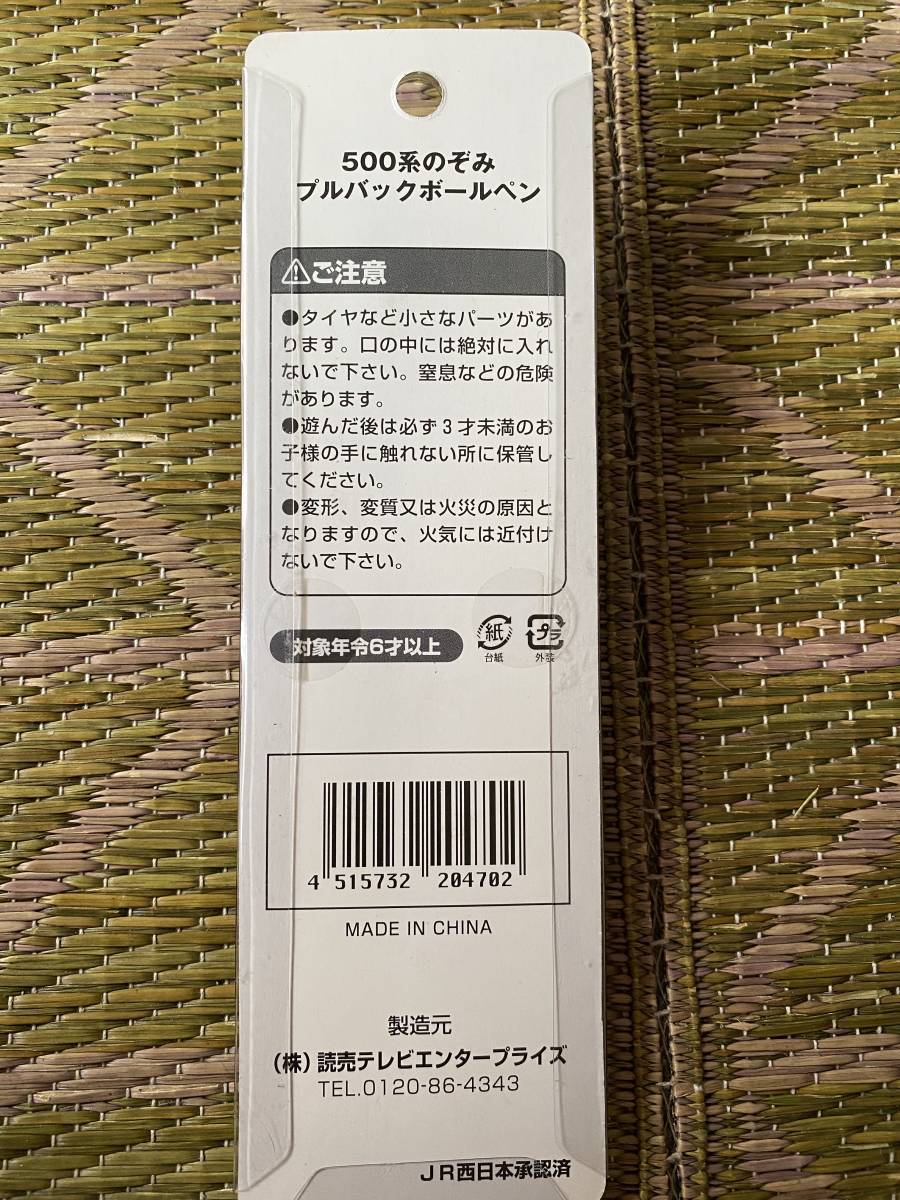 500系のぞみ
プルバックボールペン
⚠ご注意
●タイヤなど小さなパーツがあ
ります。口の中には絶対に入れ
ないで下さい。窒息などの危険
があります。
●遊んだ後は必ず3才未満のお
子様の手に触れない所に保管し
てください。
●変形、変質又は火災の原因と
なりますので、火気には近付け
ないで下さい。
対象年令6才以上
紙 プラ
台紙 外装
4 515732 204702
MADE IN CHINA
製造元
(株)読売テレビエンタープライズ
TEL.0120-86-4343
JR西日本承認済